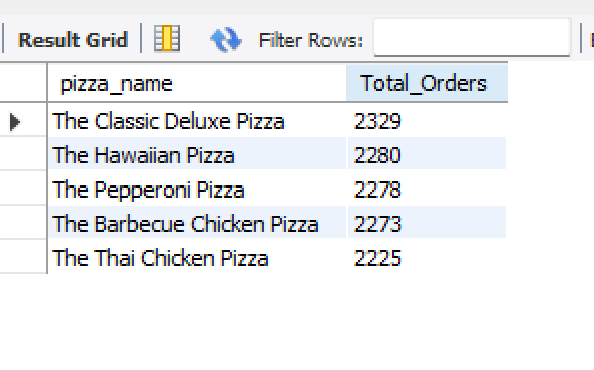 Result Grid Filter Rows:
pizza_name Total_Orders
The Classic Deluxe Pizza 2329
The Hawaiian Pizza 2280
The Pepperoni Pizza 2278
The Barbecue Chicken Pizza 2273
The Thai Chicken Pizza 2225